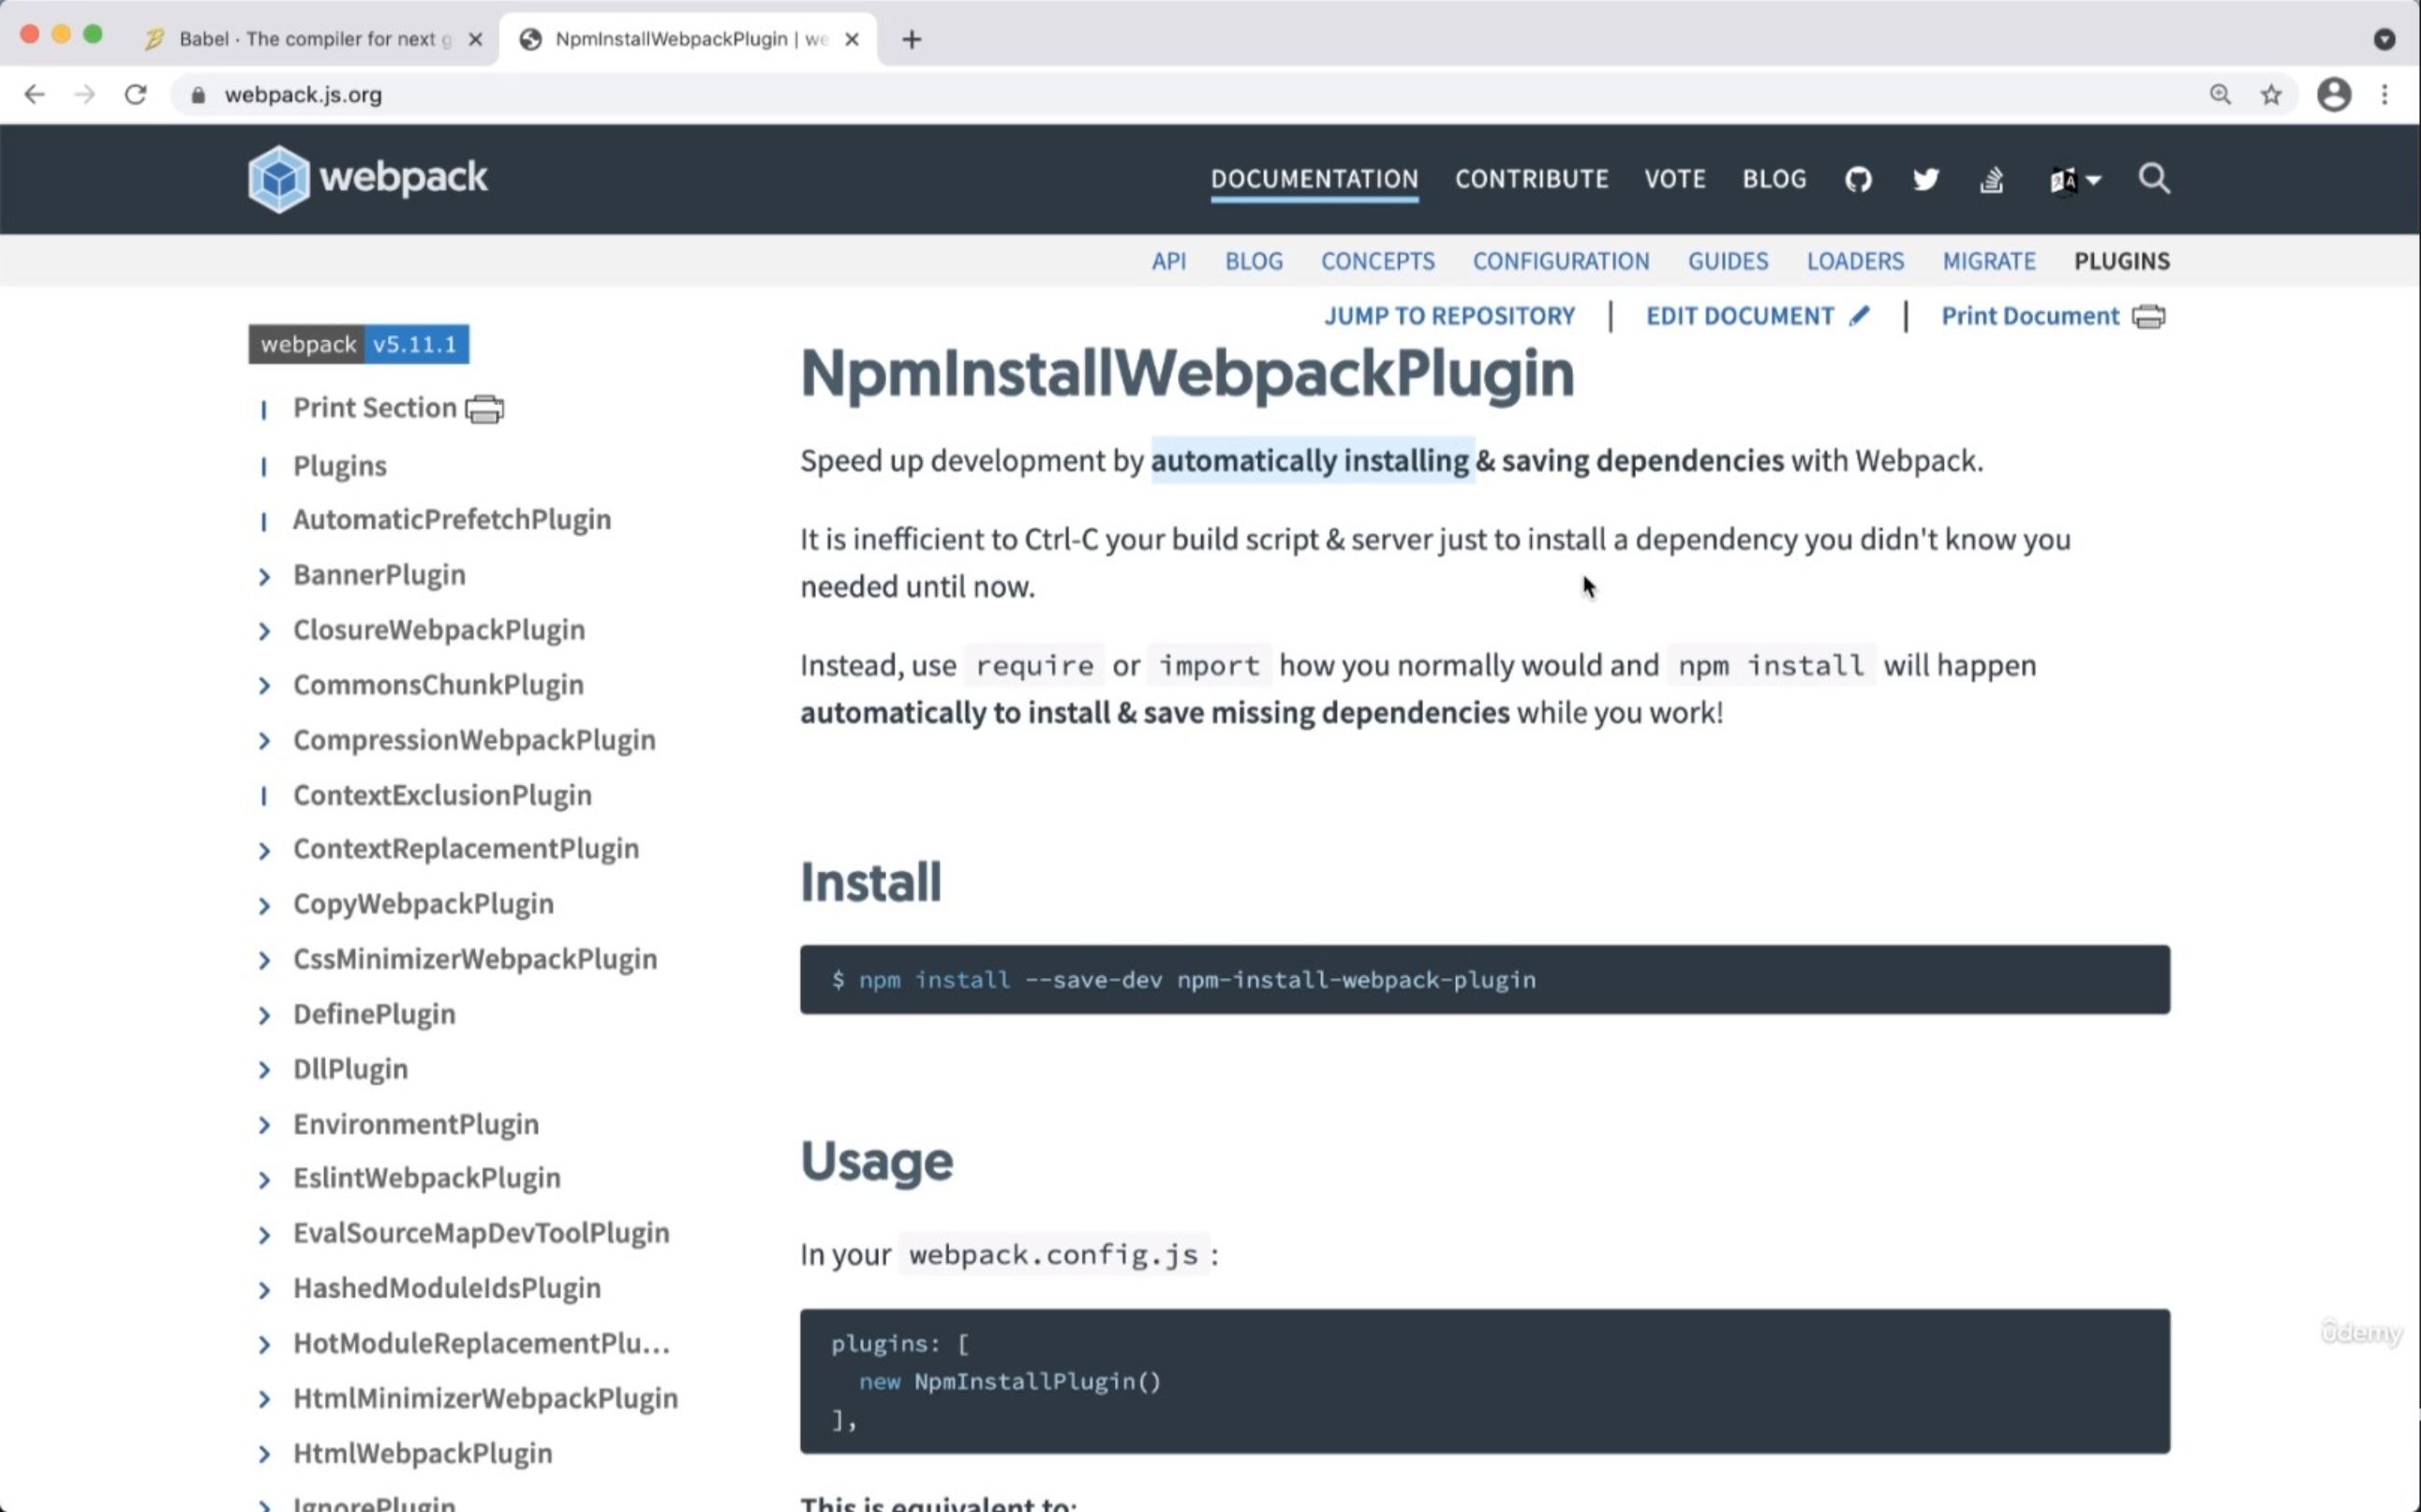 Babel · The compiler for next g
NpmInstallWebpackPlugin | we
webpack.js.org
webpack
DOCUMENTATION CONTRIBUTE VOTE BLOG
API BLOG CONCEPTS CONFIGURATION GUIDES LOADERS MIGRATE PLUGINS
JUMP TO REPOSITORY | EDIT DOCUMENT | Print Document
webpack v5.11.1
Print Section
Plugins
AutomaticPrefetchPlugin
BannerPlugin
ClosureWebpackPlugin
CommonsChunkPlugin
CompressionWebpackPlugin
ContextExclusionPlugin
ContextReplacementPlugin
CopyWebpackPlugin
CssMinimizerWebpackPlugin
DefinePlugin
DllPlugin
EnvironmentPlugin
EslintWebpackPlugin
EvalSourceMapDevToolPlugin
HashedModuleIdsPlugin
HotModuleReplacementPlu...
HtmlMinimizerWebpackPlugin
HtmlWebpackPlugin
IgnorePlugin
NpmInstallWebpackPlugin
Speed up development by automatically installing & saving dependencies with Webpack.
It is inefficient to Ctrl-C your build script & server just to install a dependency you didn't know you
needed until now.
Instead, use require or import how you normally would and npm install will happen
automatically to install & save missing dependencies while you work!
Install
$ npm install --save-dev npm-install-webpack-plugin
Usage
In your webpack.config.js :
plugins: [
new NpmInstallPlugin()
],
This is equivalent to:
ûdemy